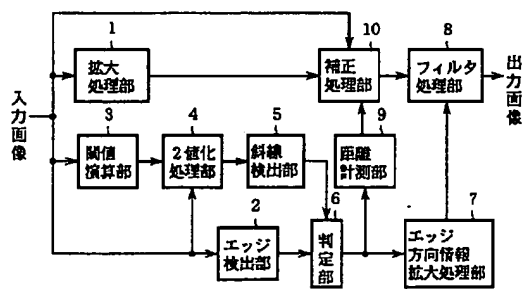 1
拡大
処理部
10
補正
処理部
8
フィルタ
処理部
出力画像
入力画像
3
閾値
演算部
4
2値化
処理部
5
斜線
検出部
9
距離
計測部
2
エッジ
検出部
6
判定部
7
エッジ
方向情報
拡大処理部